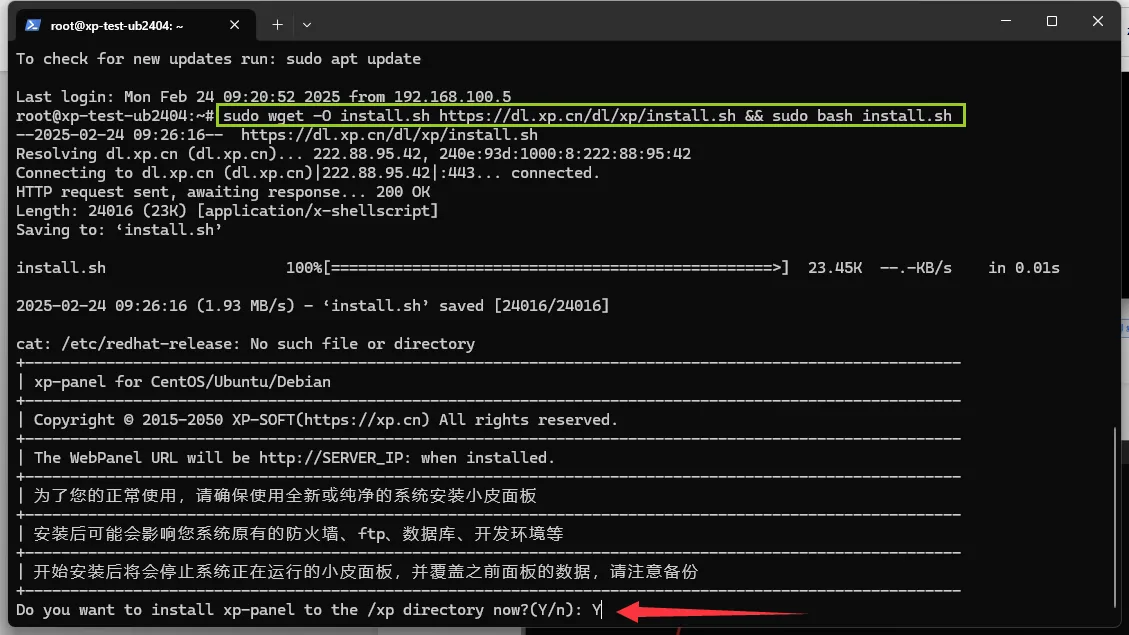 root@xp-test-ub2404: ~
To check for new updates run: sudo apt update
Last login: Mon Feb 24 09:20:52 2025 from 192.168.100.5
root@xp-test-ub2404:~# sudo wget -O install.sh https://dl.xp.cn/dl/xp/install.sh && sudo bash install.sh
--2025-02-24 09:26:16-- https://dl.xp.cn/dl/xp/install.sh
Resolving dl.xp.cn (dl.xp.cn)... 222.88.95.42, 240e:93d:1000:8:222:88:95:42
Connecting to dl.xp.cn (dl.xp.cn)|222.88.95.42|:443... connected.
HTTP request sent, awaiting response... 200 OK
Length: 24016 (23K) [application/x-shellscript]
Saving to: ‘install.sh’
install.sh 100%[=================================================>] 23.45K --.-KB/s in 0.01s
2025-02-24 09:26:16 (1.93 MB/s) - ‘install.sh’ saved [24016/24016]
cat: /etc/redhat-release: No such file or directory
| xp-panel for CentOS/Ubuntu/Debian
| Copyright © 2015-2050 XP-SOFT(https://xp.cn) All rights reserved.
| The WebPanel URL will be http://SERVER_IP: when installed.
| 为了您的正常使用，请确保使用全新或纯净的系统安装小皮面板
| 安装后可能会影响您系统原有的防火墙、ftp、数据库、开发环境等
| 开始安装后将会停止系统正在运行的小皮面板，并覆盖之前面板的数据，请注意备份
Do you want to install xp-panel to the /xp directory now?(Y/n): Y